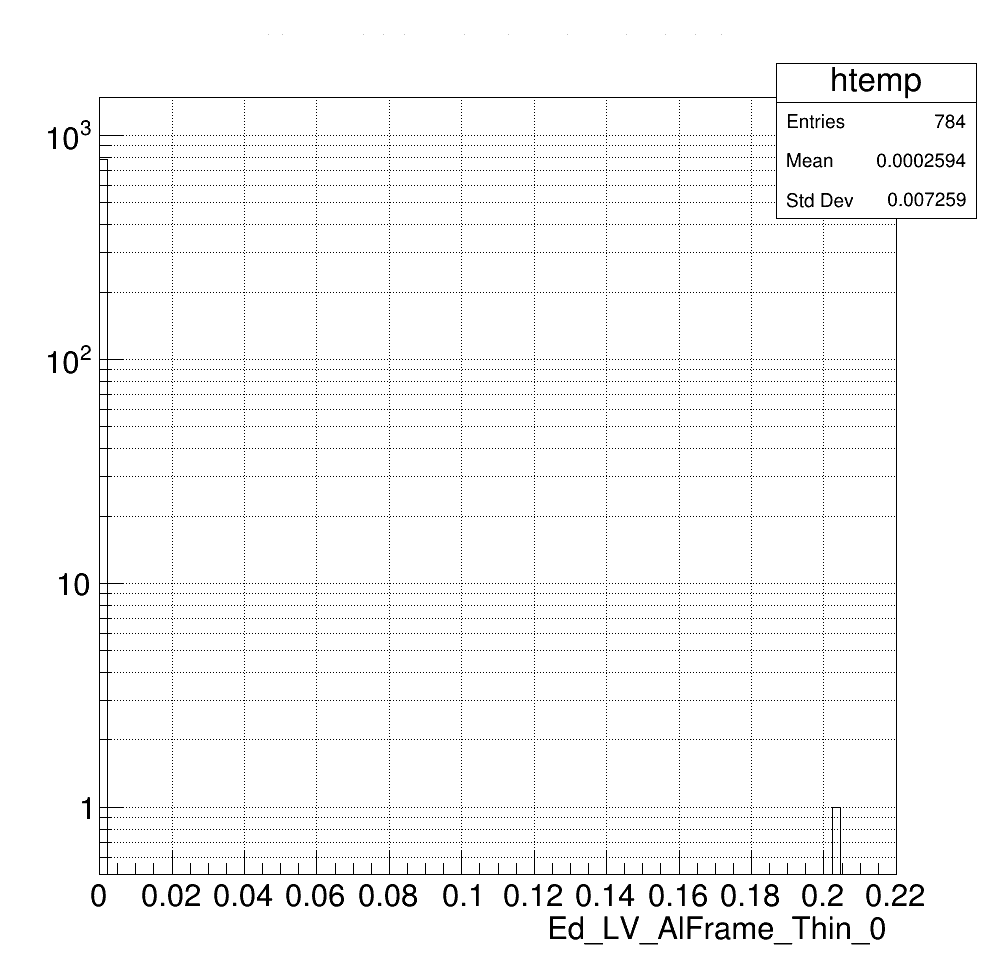 htemp
Entries 784
Mean 0.0002594
Std Dev 0.007259
10³
10²
10
1
0 0.02 0.04 0.06 0.08 0.1 0.12 0.14 0.16 0.18 0.2 0.22
Ed_LV_AlFrame_Thin_0